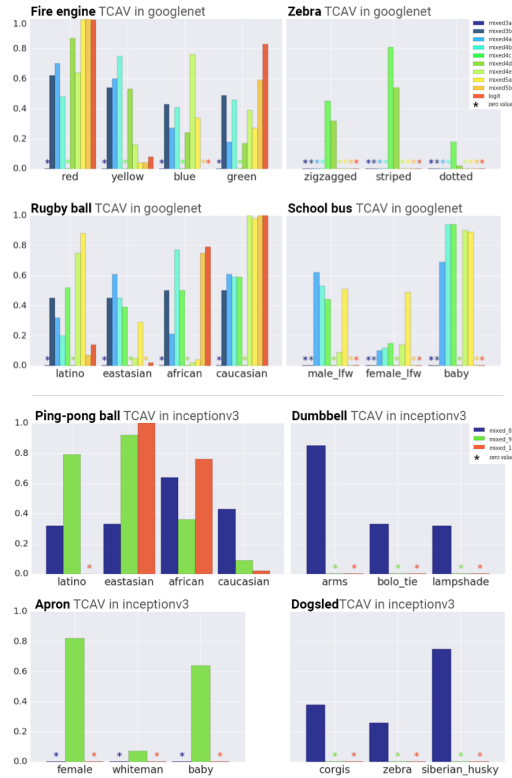 Fire engine TCAV in googlenet
Zebra TCAV in googlenet
1.0
0.8
0.6
0.4
0.2
0.0
red yellow blue green
zigzagged striped dotted
mixed3a
mixed3b
mixed4a
mixed4b
mixed4c
mixed4d
mixed4e
mixed5a
mixed5b
logit
* zero value
Rugby ball TCAV in googlenet
School bus TCAV in googlenet
1.0
0.8
0.6
0.4
0.2
0.0
latino eastasian african caucasian
male_lfw female_lfw baby
Ping-pong ball TCAV in inceptionv3
Dumbbell TCAV in inceptionv3
1.0
0.8
0.6
0.4
0.2
0.0
latino eastasian african caucasian
arms bolo_tie lampshade
mixed_8
mixed_9
mixed_1
* zero value
Apron TCAV in inceptionv3
DogsledTCAV in inceptionv3
1.0
0.8
0.6
0.4
0.2
0.0
female whiteman baby
corgis zebra siberian_husky